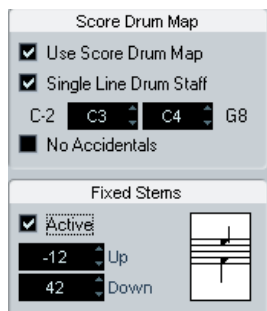 Score Drum Map
Use Score Drum Map
Single Line Drum Staff
C-2 C3 C4 G8
No Accidentals
Fixed Stems
Active
-12 Up
42 Down